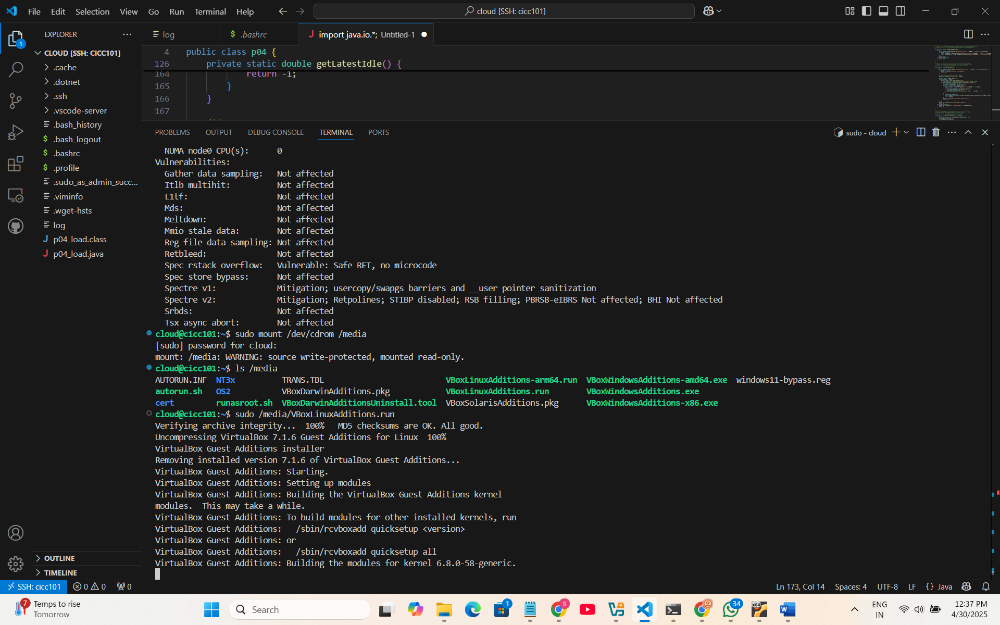 File Edit Selection View Go Run Terminal Help
cloud [SSH: cicc101]
EXPLORER
log
$ .bashrc
J import java.io.*; Untitled-1
1
CLOUD [SSH: CICC101]
.cache
.dotnet
.ssh
.vscode-server
.bash_history
$ .bash_logout
$ .bashrc
$ .profile
.sudo_as_admin_succ...
.viminfo
.wget-hsts
log
J p04_load.class
J p04_load.java
OUTLINE
TIMELINE
4 public class p04 {
126 private static double getLatestIdle() {
164 return -1;
165 }
166 }
167
PROBLEMS OUTPUT DEBUG CONSOLE TERMINAL PORTS
sudo - cloud
NUMA node0 CPU(s): 0
Vulnerabilities:
Gather data sampling: Not affected
Itlb multihit: Not affected
L1tf: Not affected
Mds: Not affected
Meltdown: Not affected
Mmio stale data: Not affected
Reg file data sampling: Not affected
Retbleed: Not affected
Spec rstack overflow: Vulnerable: Safe RET, no microcode
Spec store bypass: Not affected
Spectre v1: Mitigation; usercopy/swapgs barriers and __user pointer sanitization
Spectre v2: Mitigation; Retpolines; STIBP disabled; RSB filling; PBRSB-eIBRS Not affected; BHI Not affected
Srbds: Not affected
Tsx async abort: Not affected
cloud@cicc101:~$ sudo mount /dev/cdrom /media
[sudo] password for cloud:
mount: /media: WARNING: source write-protected, mounted read-only.
cloud@cicc101:~$ ls /media
AUTORUN.INF NT3x TRANS.TBL VBoxLinuxAdditions-arm64.run VBoxWindowsAdditions-amd64.exe windows11-bypass.reg
autorun.sh OS2 VBoxDarwinAdditions.pkg VBoxLinuxAdditions.run VBoxWindowsAdditions.exe
cert runasroot.sh VBoxDarwinAdditionsUninstall.tool VBoxSolarisAdditions.pkg VBoxWindowsAdditions-x86.exe
cloud@cicc101:~$ sudo /media/VBoxLinuxAdditions.run
Verifying archive integrity... 100% MD5 checksums are OK. All good.
Uncompressing VirtualBox 7.1.6 Guest Additions for Linux 100%
VirtualBox Guest Additions installer
Removing installed version 7.1.6 of VirtualBox Guest Additions...
VirtualBox Guest Additions: Starting.
VirtualBox Guest Additions: Setting up modules
VirtualBox Guest Additions: Building the VirtualBox Guest Additions kernel
modules. This may take a while.
VirtualBox Guest Additions: To build modules for other installed kernels, run
VirtualBox Guest Additions: /sbin/rcvboxadd quicksetup <version>
VirtualBox Guest Additions: or
VirtualBox Guest Additions: /sbin/rcvboxadd quicksetup all
VirtualBox Guest Additions: Building the modules for kernel 6.8.0-58-generic.
SSH: cicc101 0 0 0
Ln 173, Col 14 Spaces: 4 UTF-8 LF {} Java
7 Temps to rise
Tomorrow
Search
1
S
34
x64
W
ENG
IN
12:37 PM
4/30/2025